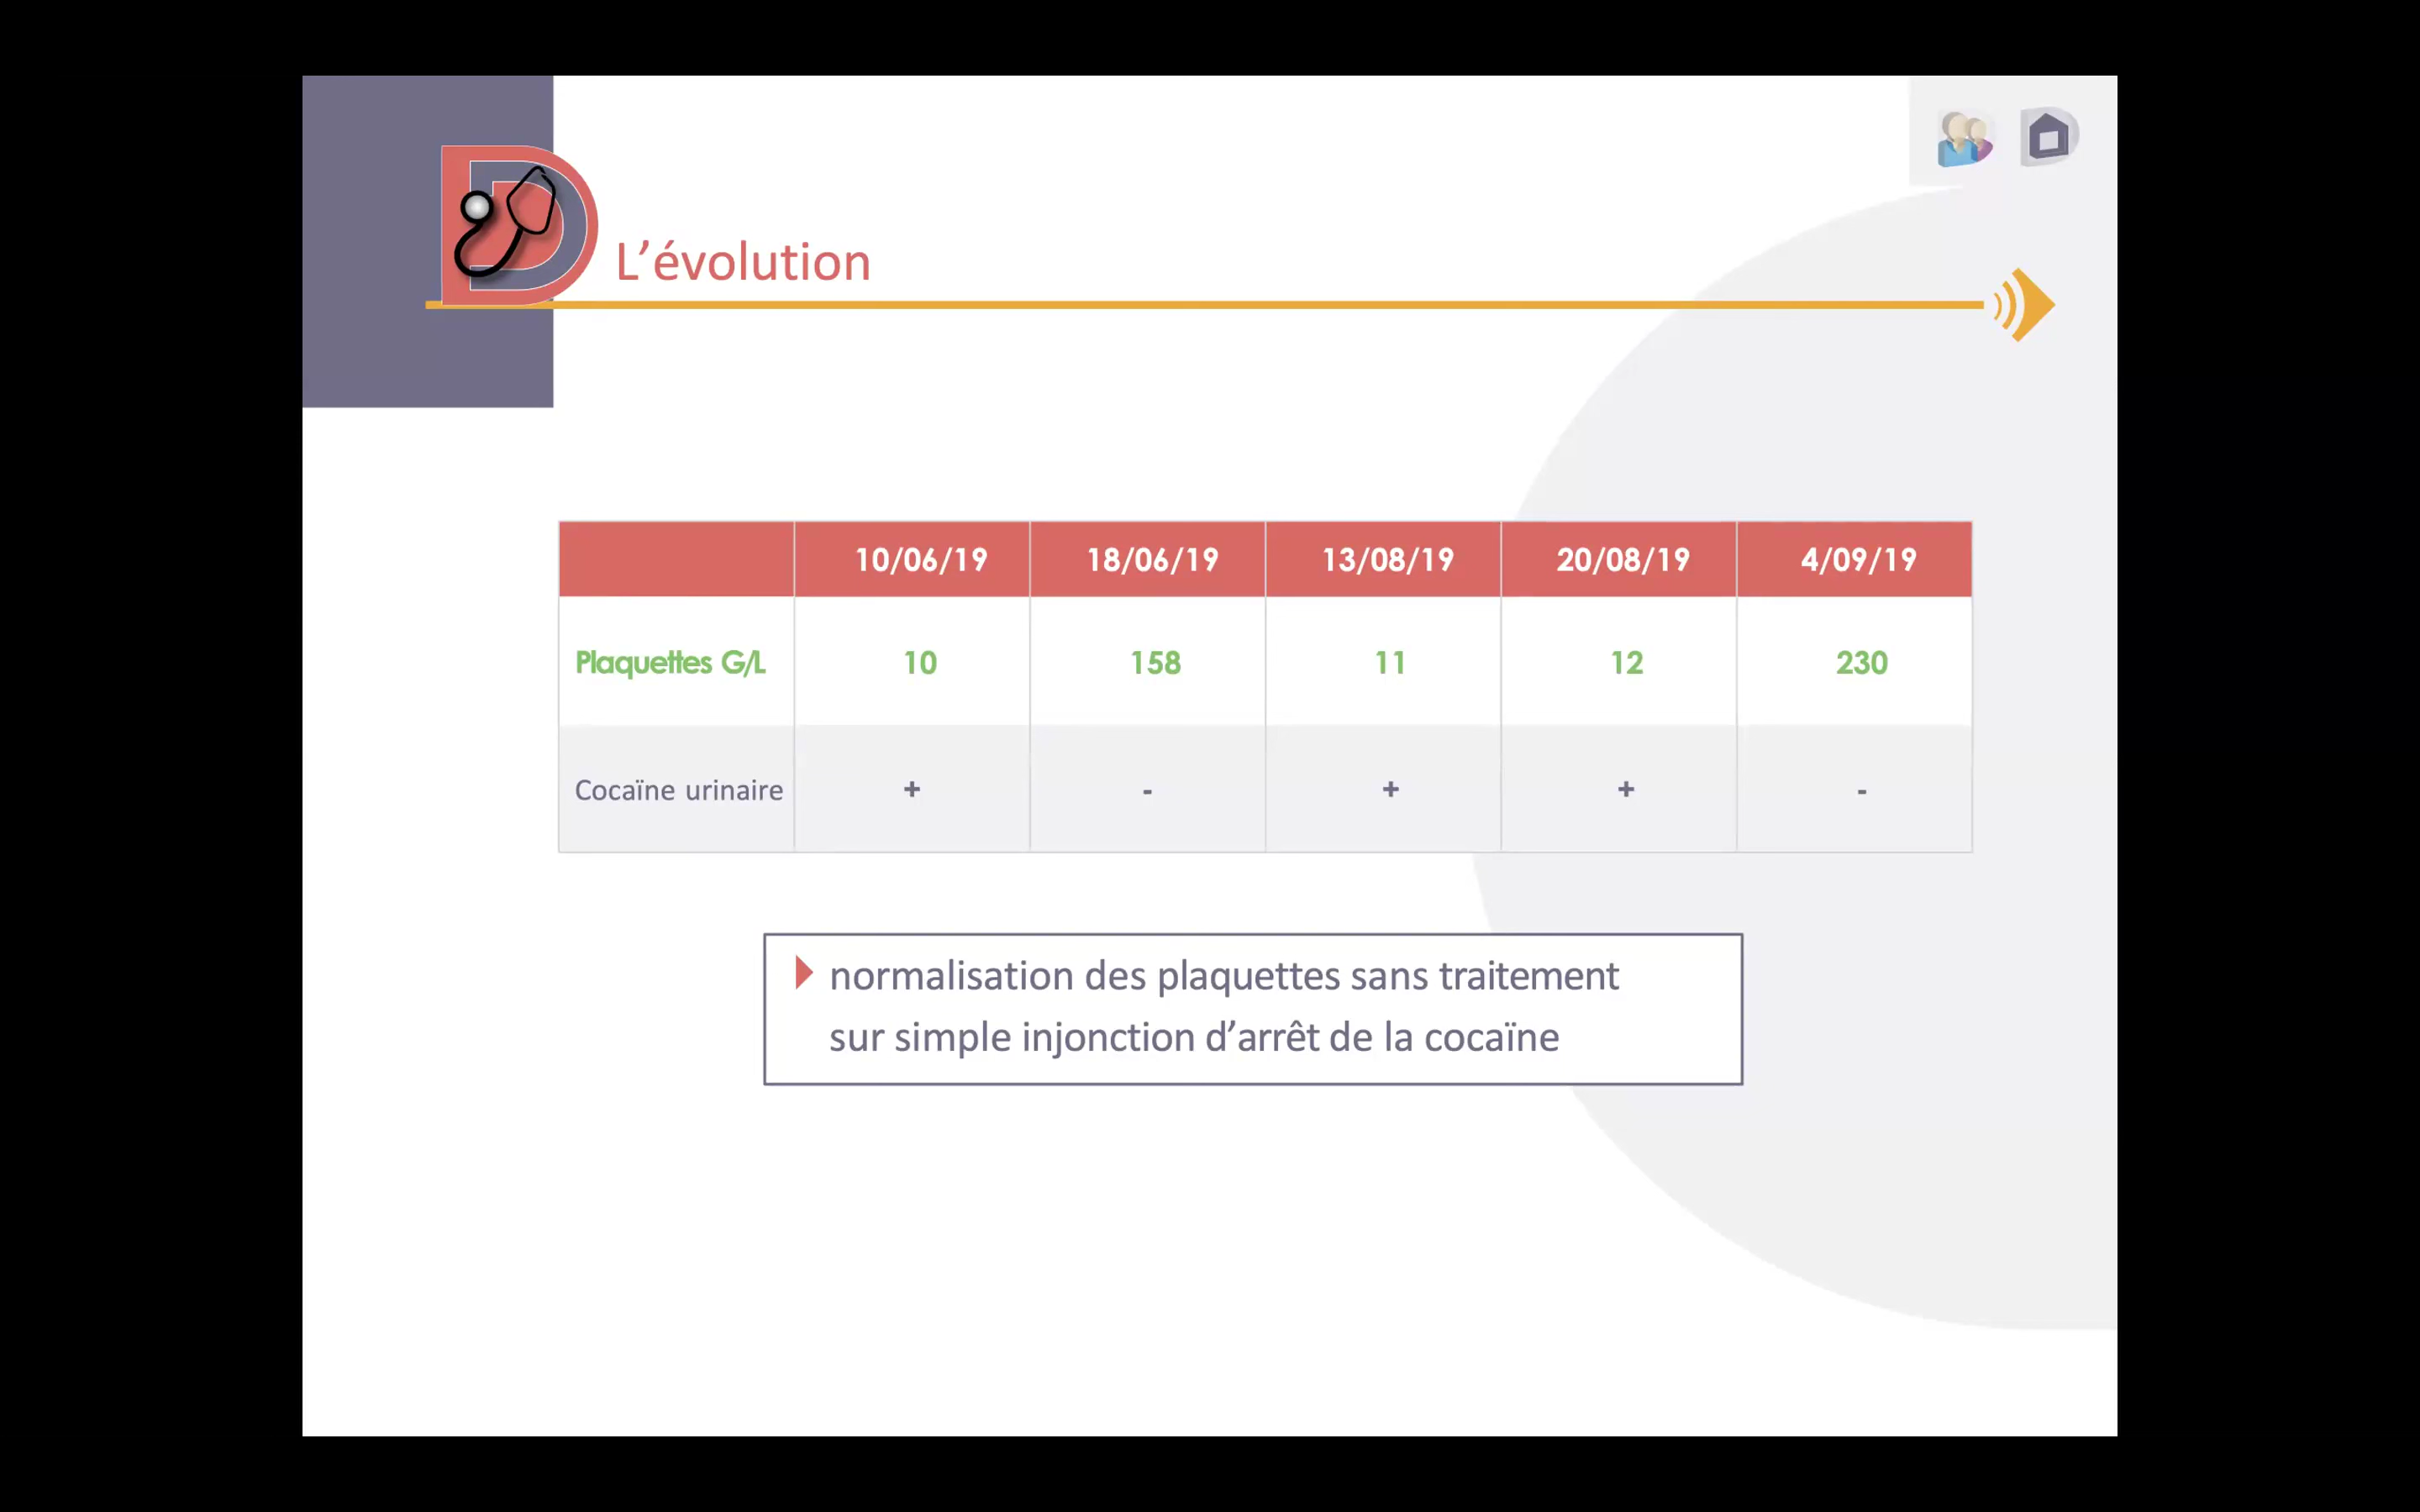 L’évolution
10/06/19 18/06/19 13/08/19 20/08/19 4/09/19
Plaquettes G/L 10 158 11 12 230
Cocaïne urinaire + - + + -
normalisation des plaquettes sans traitement
sur simple injonction d’arrêt de la cocaïne